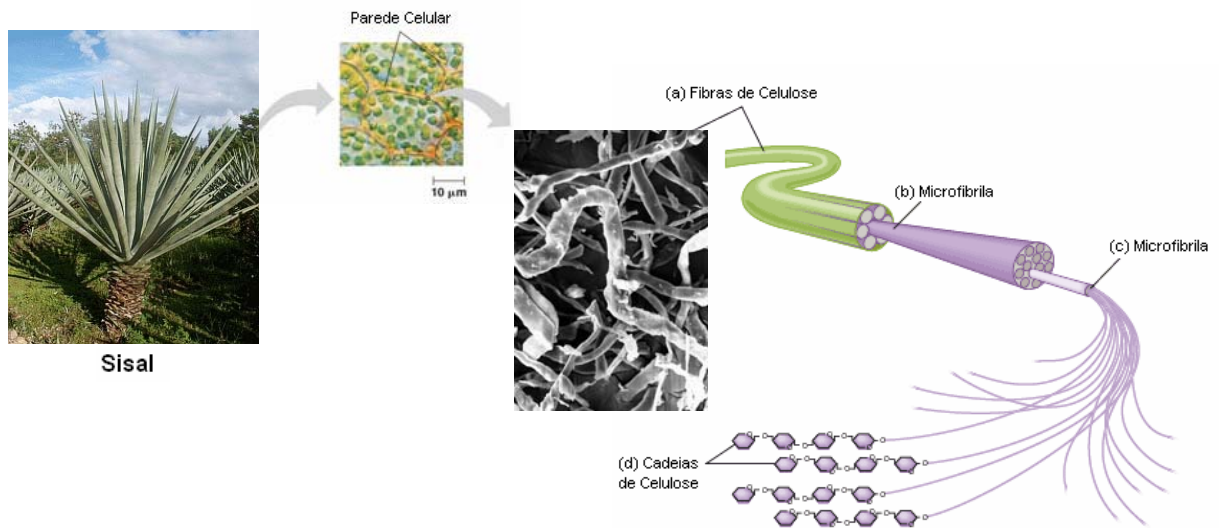 Parede Celular
10 µm
Sisal
(a) Fibras de Celulose
(b) Microfibrila
(c) Microfibrila
(d) Cadeias
de Celulose